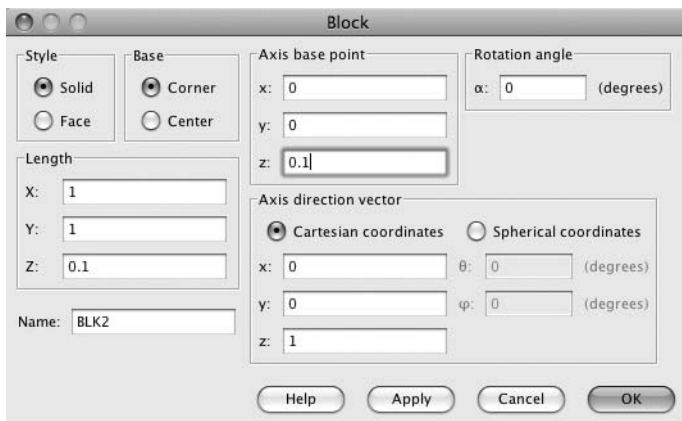 Block
Style
Solid
Face
Base
Corner
Center
Length
X: 1
Y: 1
Z: 0.1
Name: BLK2
Axis base point
x: 0
y: 0
z: 0.1
Rotation angle
α: 0 (degrees)
Axis direction vector
Cartesian coordinates
Spherical coordinates
x: 0
θ: 0 (degrees)
y: 0
φ: 0 (degrees)
z: 1
Help
Apply
Cancel
OK